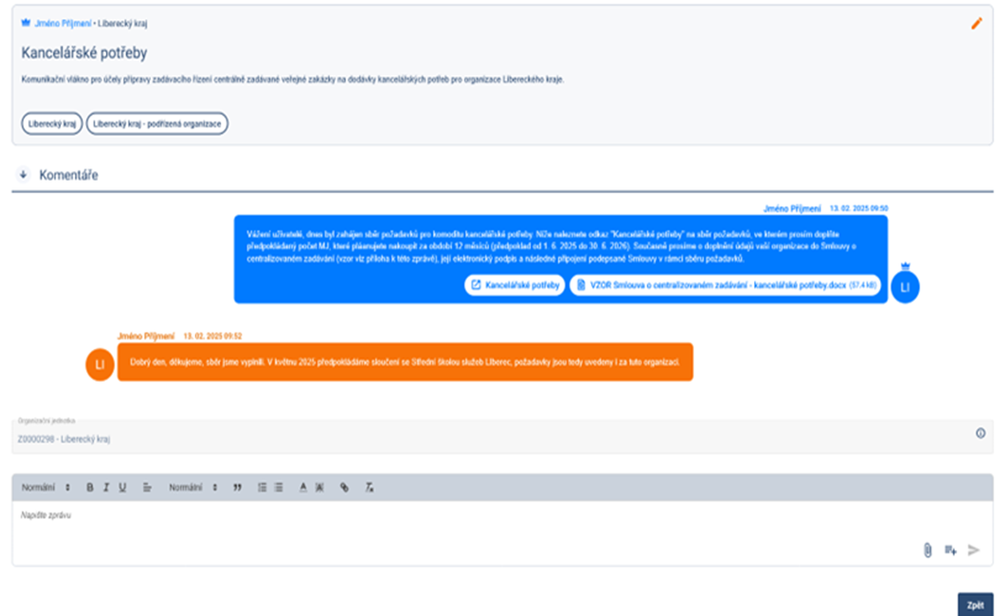 Jméno Příjmení • Liberecký kraj
Kancelářské potřeby
Komunikační vlákno pro účely přípravy zadávacího řízení centrálně zadávané veřejné zakázky na dodávky kancelářských potřeb pro organizace Libereckého kraje.
Liberecký kraj Liberecký kraj - podřízená organizace
Komentáře
Jméno Příjmení 13. 02. 2025 09:50
Vážení uživatelé, dnes byl zahájen sběr požadavků pro komoditu kancelářské potřeby. Níže naleznete odkaz "Kancelářské potřeby" na sběr požadavků, ve kterém prosím doplňte
předpokládaný počet MJ, které plánujete nakoupit za období 12 měsíců (předpoklad od 1. 6. 2025 do 30. 6. 2026). Současně prosíme o doplnění údajů vaší organizace do Smlouvy o
centralizovaném zadávání (vzor viz příloha k této zprávě), její elektronický podpis a následné připojení podepsané Smlouvy v rámci sběru požadavků.
Kancelářské potřeby VZOR Smlouva o centralizovaném zadávání - kancelářské potřeby.docx (57.4 kB)
LI
Jméno Příjmení 13. 02. 2025 09:52
LI
Dobrý den, děkujeme, sběr jsme vyplnili. V květnu 2025 předpokládáme sloučení se Střední školou služeb Liberec, požadavky jsou tedy uvedeny i za tuto organizaci.
Organizační jednotka
Z0000298 - Liberecký kraj
Normální B I U Normální
Napište zprávu
Zpět